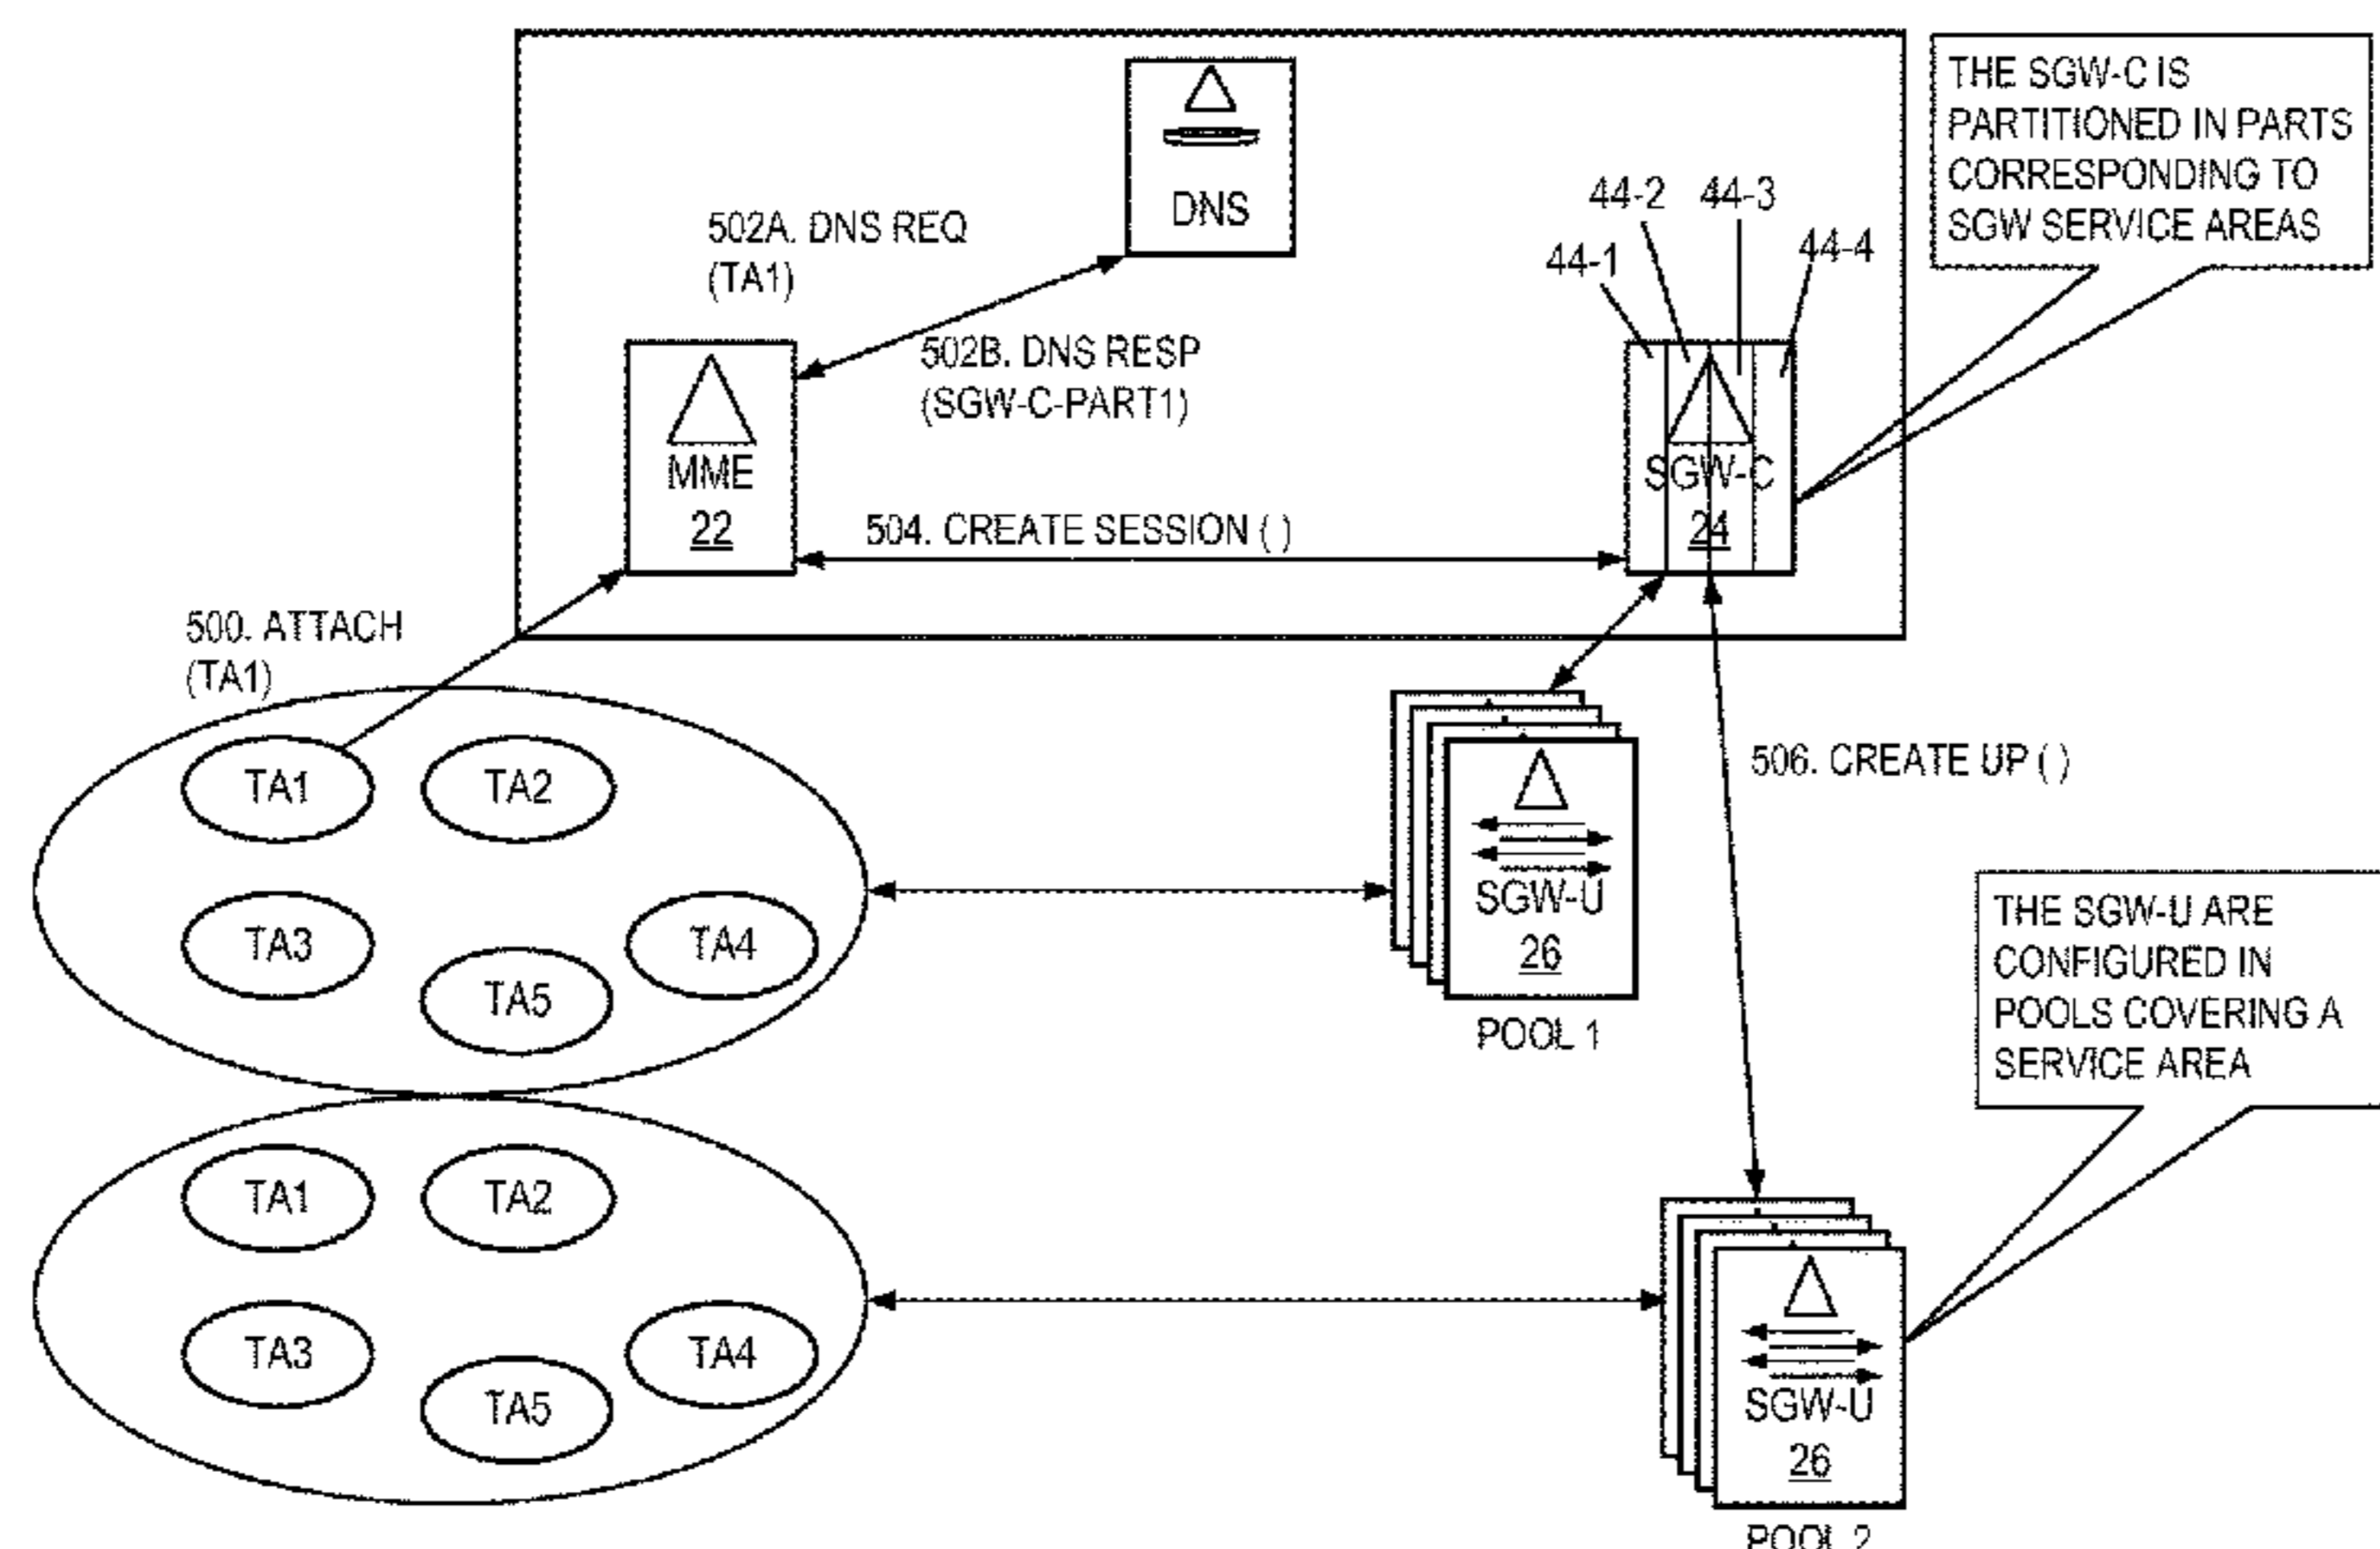 THE SGW-C IS
PARTITIONED IN PARTS
CORRESPONDING TO
SGW SERVICE AREAS
DNS
44-2 44-3
44-1 44-4
502A. DNS REQ
(TA1)
502B. DNS RESP
(SGW-C-PART1)
MME
22
SGW-C
24
504. CREATE SESSION ( )
500. ATTACH
(TA1)
TA1 TA2
TA3 TA4
TA5
506. CREATE UP ( )
SGW-U
26
POOL 1
THE SGW-U ARE
CONFIGURED IN
POOLS COVERING A
SERVICE AREA
TA1 TA2
TA3 TA4
TA5
SGW-U
26
POOL 2